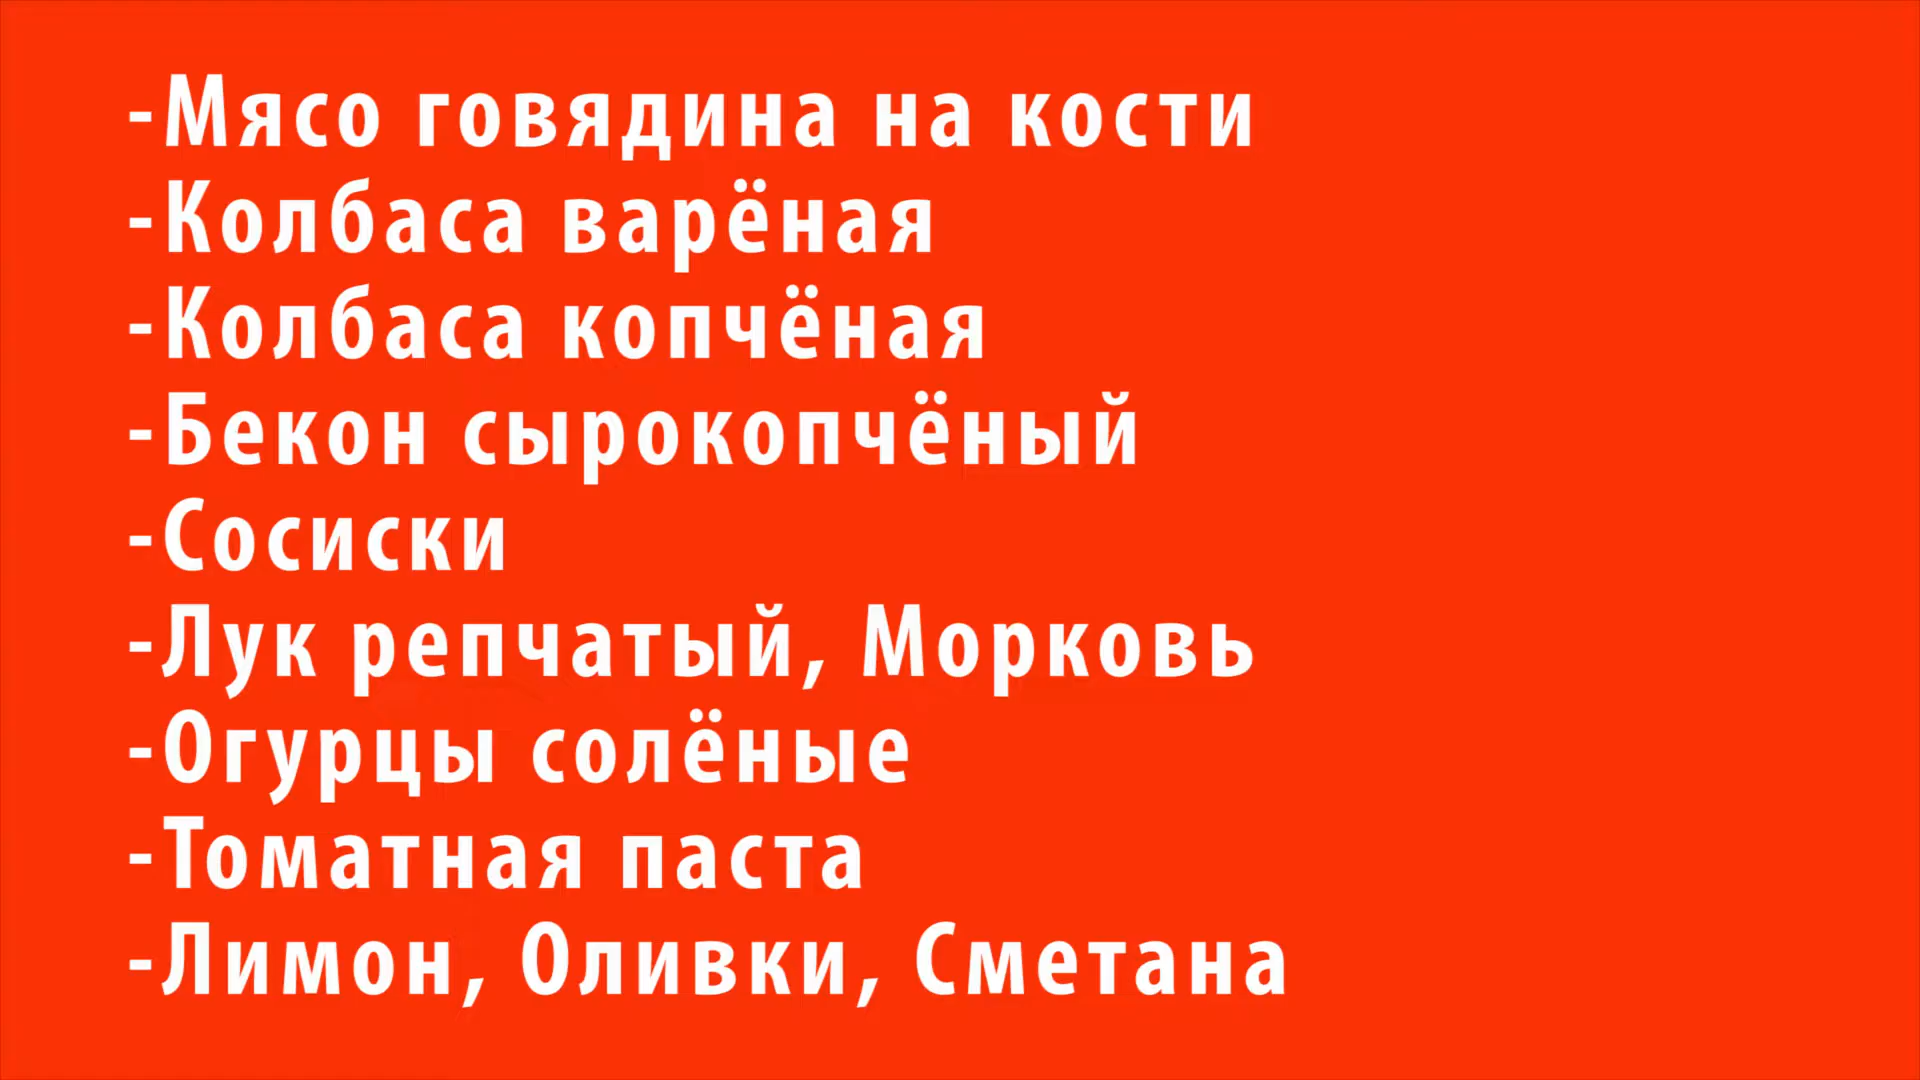 -Мясо говядина на кости
-Колбаса варёная
-Колбаса копчёная
-Бекон сырокопчёный
-Сосиски
-Лук репчатый, Морковь
-Огурцы солёные
-Томатная паста
-Лимон, Оливки, Сметана